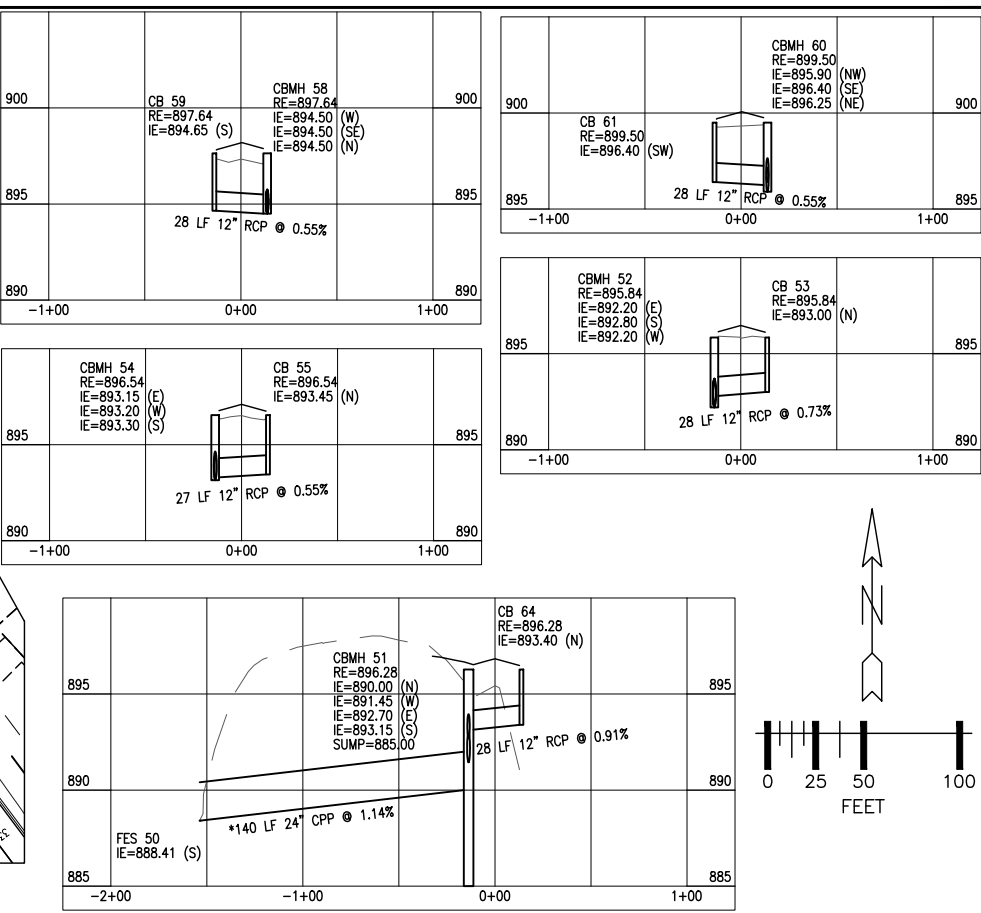 900
900
CB 59
RE=897.64
IE=894.65 (S)
CBMH 58
RE=897.64
IE=894.50 (W)
IE=894.50 (SE)
IE=894.50 (N)
895
895
28 LF 12" RCP @ 0.55%
890
-1+00
0+00
1+00
CBMH 60
RE=899.50
IE=895.90 (NW)
IE=896.40 (SE)
IE=896.25 (NE)
900
900
CB 61
RE=899.50
IE=896.40 (SW)
28 LF 12" RCP @ 0.55%
895
895
-1+00
0+00
1+00
CBMH 52
RE=895.84
IE=892.20 (E)
IE=892.80 (S)
IE=892.20 (W)
CB 53
RE=895.84
IE=893.00 (N)
895
895
28 LF 12" RCP @ 0.73%
890
890
-1+00
0+00
1+00
CBMH 54
RE=896.54
IE=893.15 (E)
IE=893.20 (W)
IE=893.30 (S)
CB 55
RE=896.54
IE=893.45 (N)
895
895
27 LF 12" RCP @ 0.55%
890
890
-1+00
0+00
1+00
CB 64
RE=896.28
IE=893.40 (N)
CBMH 51
RE=896.28
IE=890.00 (N)
IE=891.45 (W)
IE=892.70 (E)
IE=893.15 (S)
SUMP=885.00
895
895
28 LF 12" RCP @ 0.91%
890
890
*140 LF 24" CPP @ 1.14%
FES 50
IE=888.41 (S)
885
885
-2+00
-1+00
0+00
1+00
N
0 25 50 100
FEET